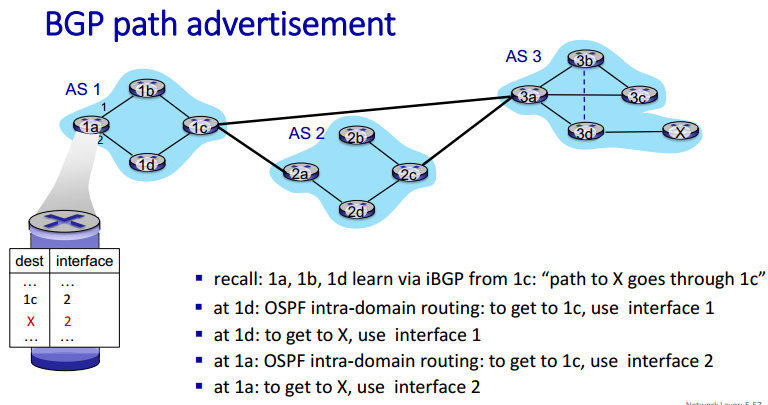 BGP path advertisement
AS 1
1b
1
1a
2
1c
1d
AS 2
2b
2a
2c
2d
AS 3
3b
3a
3c
3d
X
dest interface
... ...
1c 2
X 2
... ...
▪ recall: 1a, 1b, 1d learn via iBGP from 1c: “path to X goes through 1c”
▪ at 1d: OSPF intra-domain routing: to get to 1c, use interface 1
▪ at 1d: to get to X, use interface 1
▪ at 1a: OSPF intra-domain routing: to get to 1c, use interface 2
▪ at 1a: to get to X, use interface 2